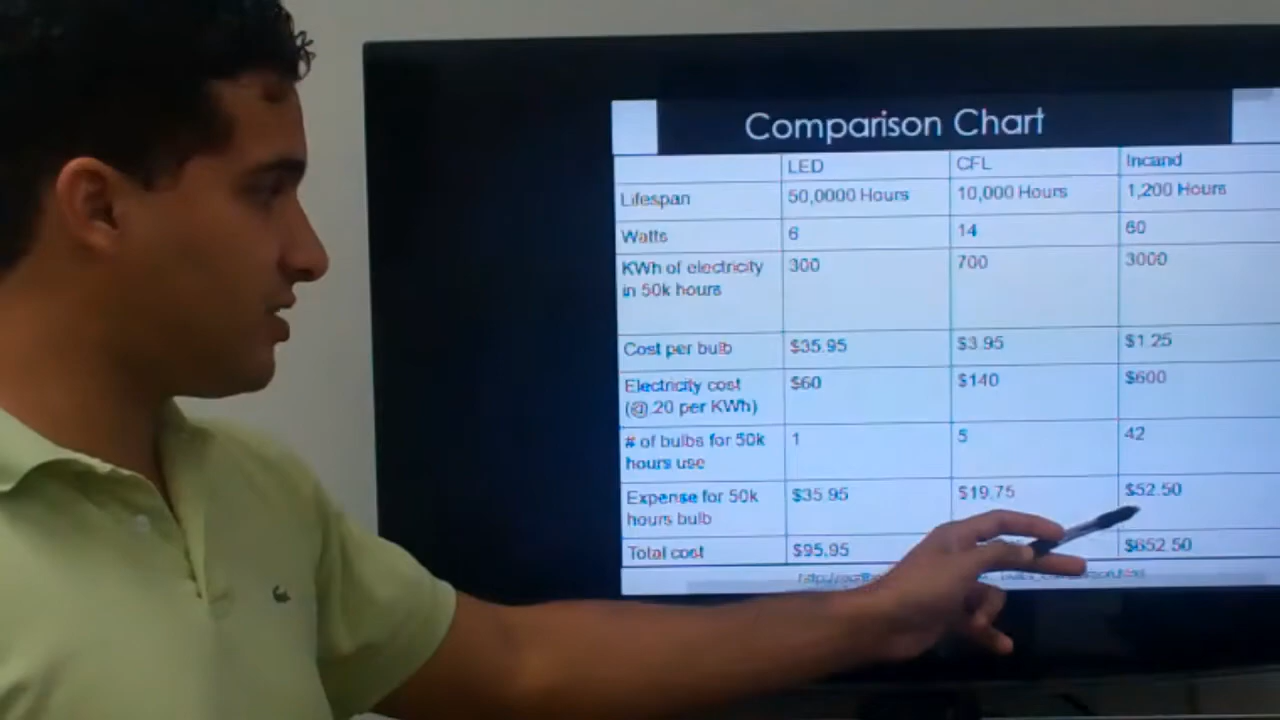 Comparison Chart
LED CFL Incand
Lifespan 50,0000 Hours 10,000 Hours 1,200 Hours
Watts 6 14 60
KWh of electricity 300 700 3000
in 50k hours
Cost per bulb $35.95 $3.95 $1.25
Electricity cost $60 $140 $600
(@.20 per KWh)
# of bulbs for 50k 1 5 42
hours use
Expense for 50k $35.95 $19.75 $52.50
hours bulb
Total cost $95.95 $652.50